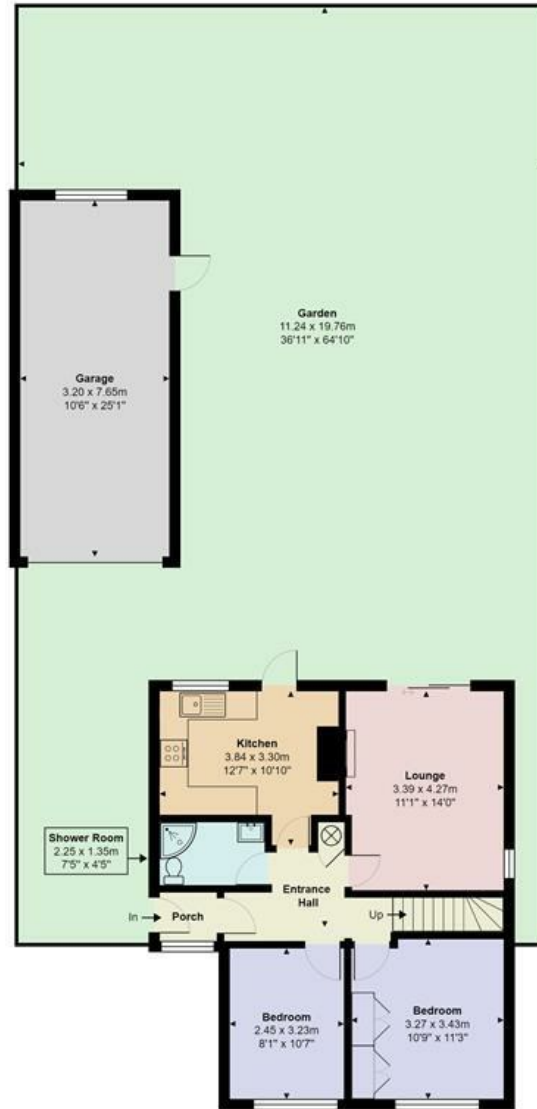 Garden
11.24 x 19.76m
36'11" x 64'10"
Garage
3.20 x 7.65m
10'6" x 25'1"
Kitchen
3.84 x 3.30m
12'7" x 10'10"
Lounge
3.39 x 4.27m
11'1" x 14'0"
Shower Room
2.25 x 1.35m
7'5" x 4'5"
Entrance
Hall
In
Porch
Up
Bedroom
2.45 x 3.23m
8'1" x 10'7"
Bedroom
3.27 x 3.43m
10'9" x 11'3"